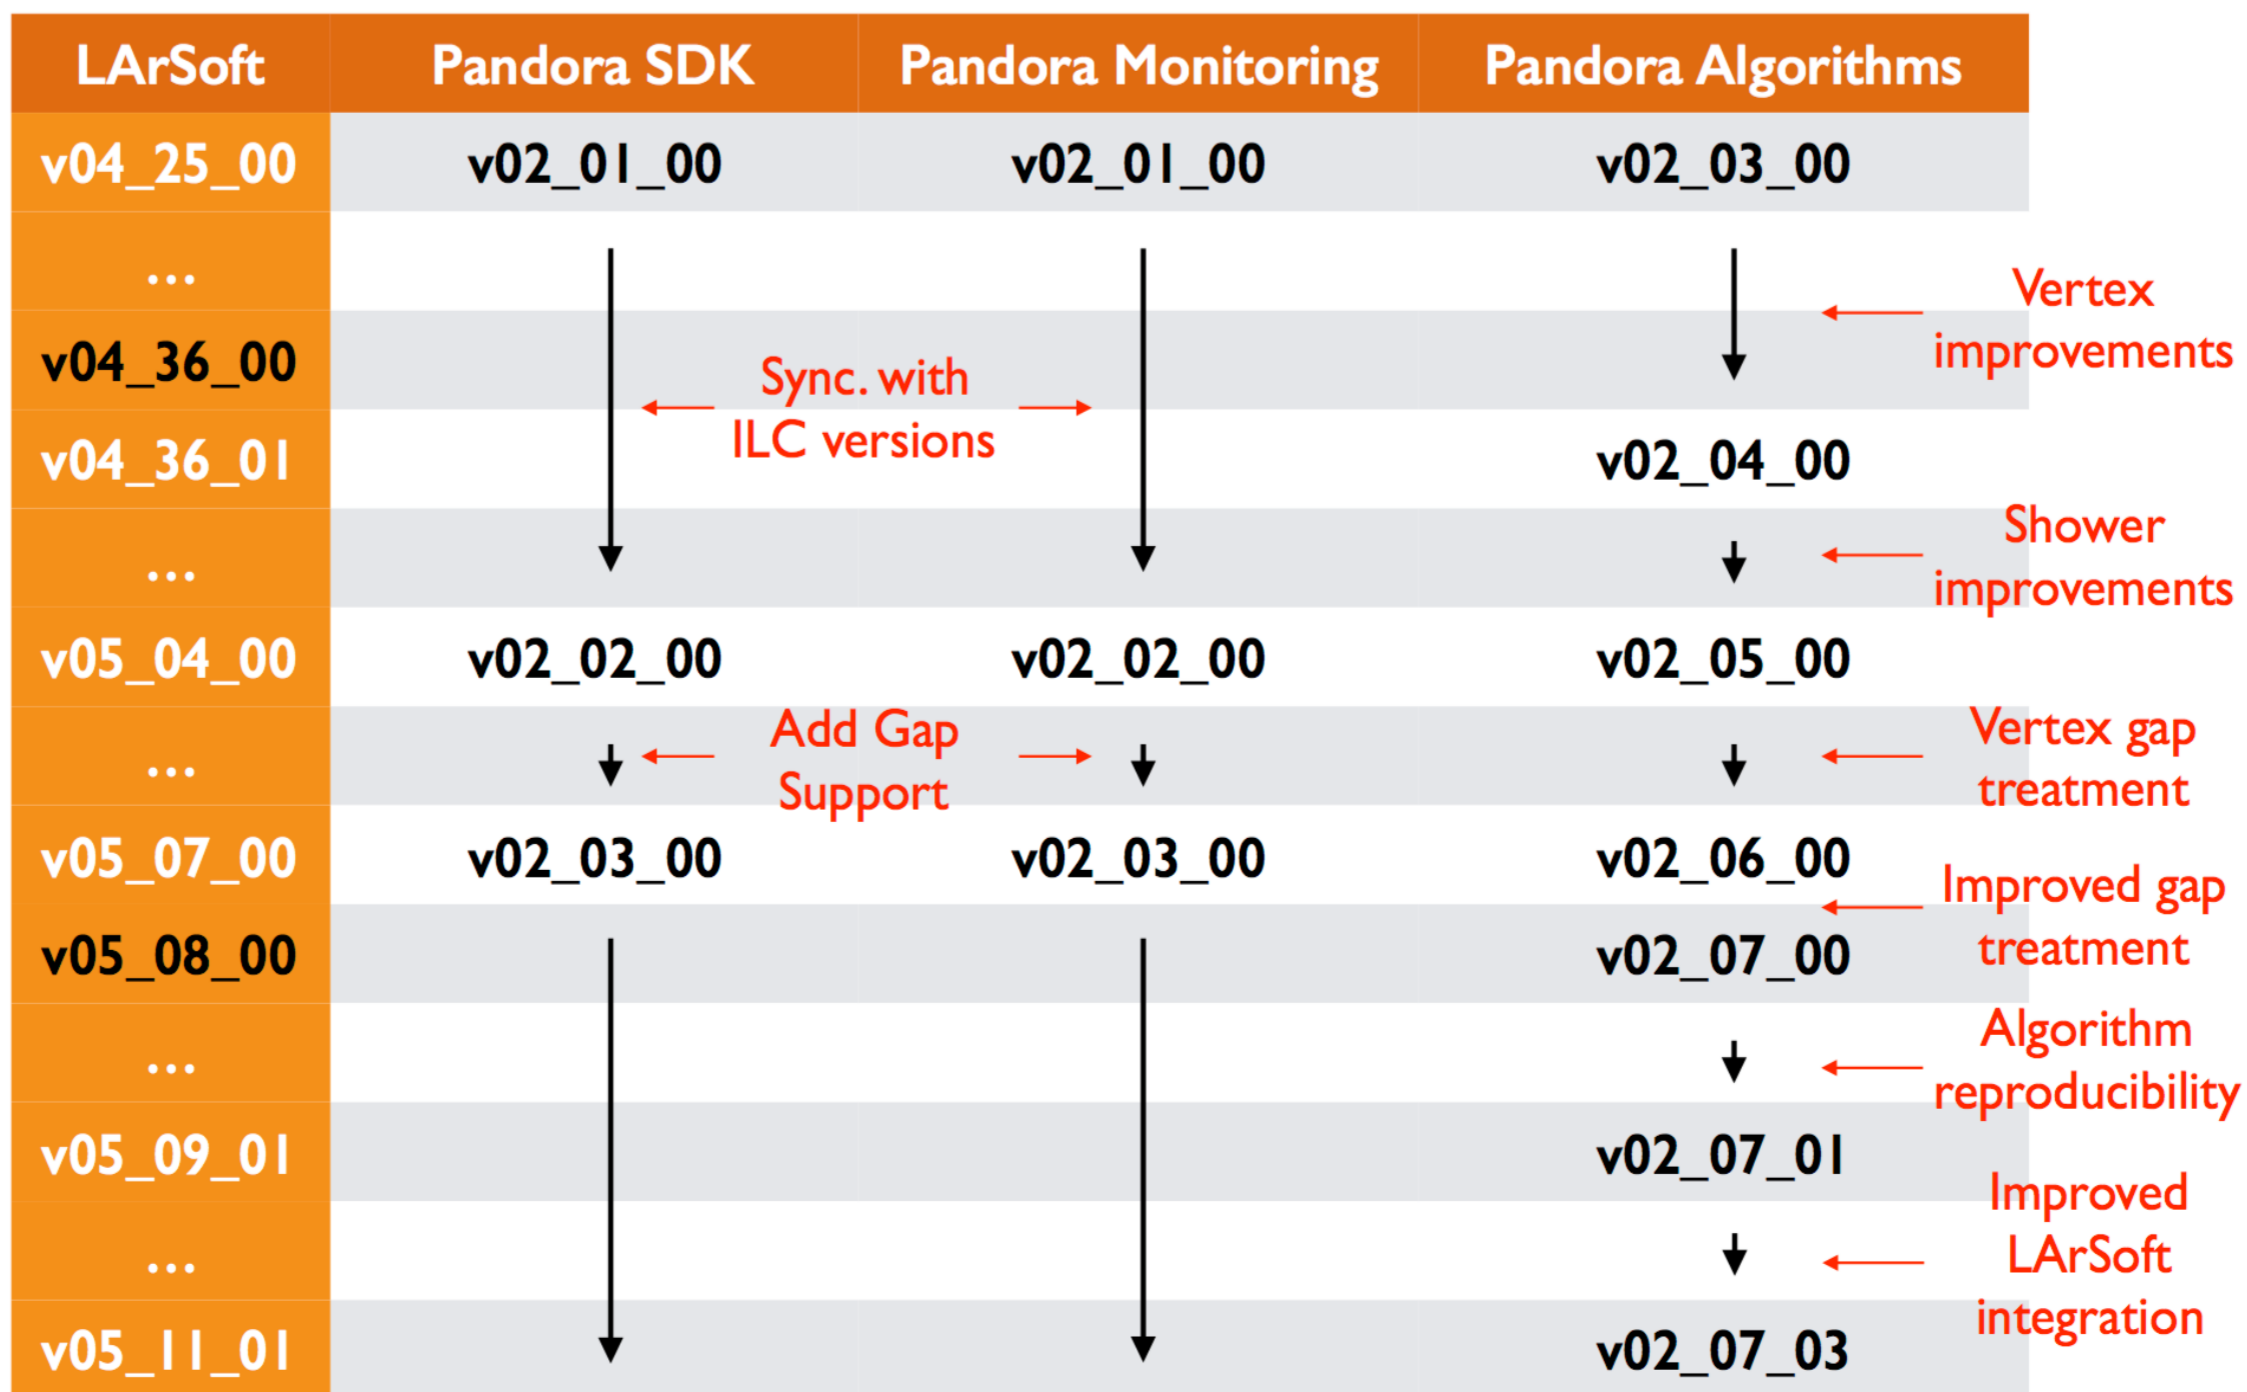 LArSoft Pandora SDK Pandora Monitoring Pandora Algorithms
v04_25_00 v02_01_00 v02_01_00 v02_03_00
...
Vertex
improvements
v04_36_00
Sync. with
ILC versions
v04_36_01 v02_04_00
Shower
improvements
...
v05_04_00 v02_02_00 v02_02_00 v02_05_00
Add Gap
Support
Vertex gap
treatment
...
v05_07_00 v02_03_00 v02_03_00 v02_06_00
Improved gap
treatment
v05_08_00 v02_07_00
Algorithm
reproducibility
...
v05_09_01 v02_07_01
Improved
LArSoft
integration
...
v05_11_01 v02_07_03